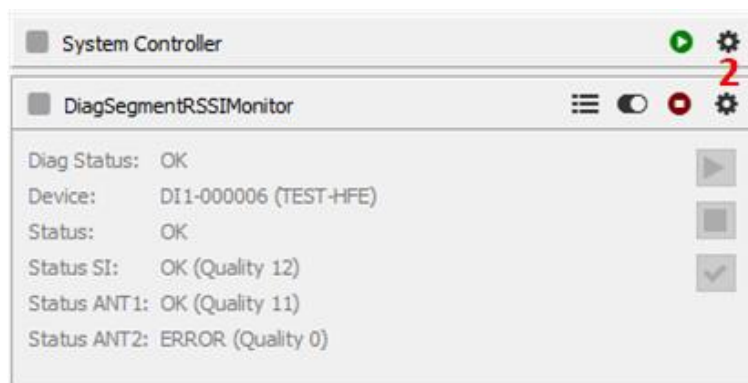 System Controller
2
DiagSegmentRSSIMonitor
Diag Status: OK
Device: DI1-000006 (TEST-HFE)
Status: OK
Status SI: OK (Quality 12)
Status ANT1: OK (Quality 11)
Status ANT2: ERROR (Quality 0)